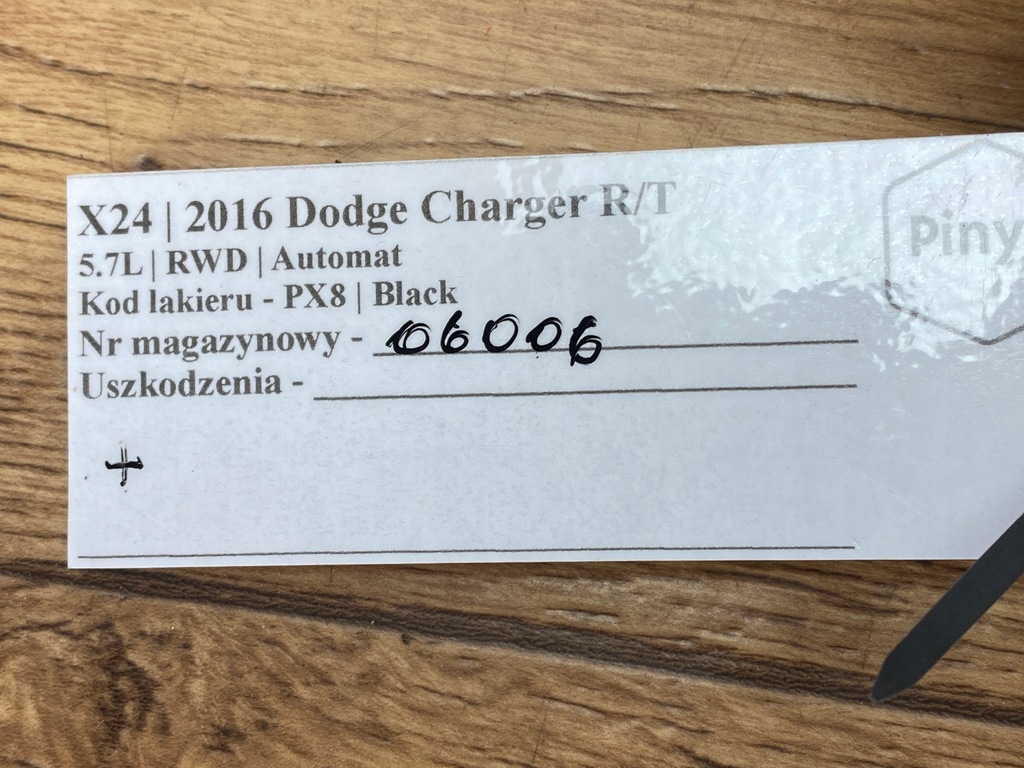 X24 | 2016 Dodge Charger R/T
5.7L | RWD | Automat
Kod lakieru - PX8 | Black
Nr magazynowy - 06006
Uszkodzenia -
+
Piny